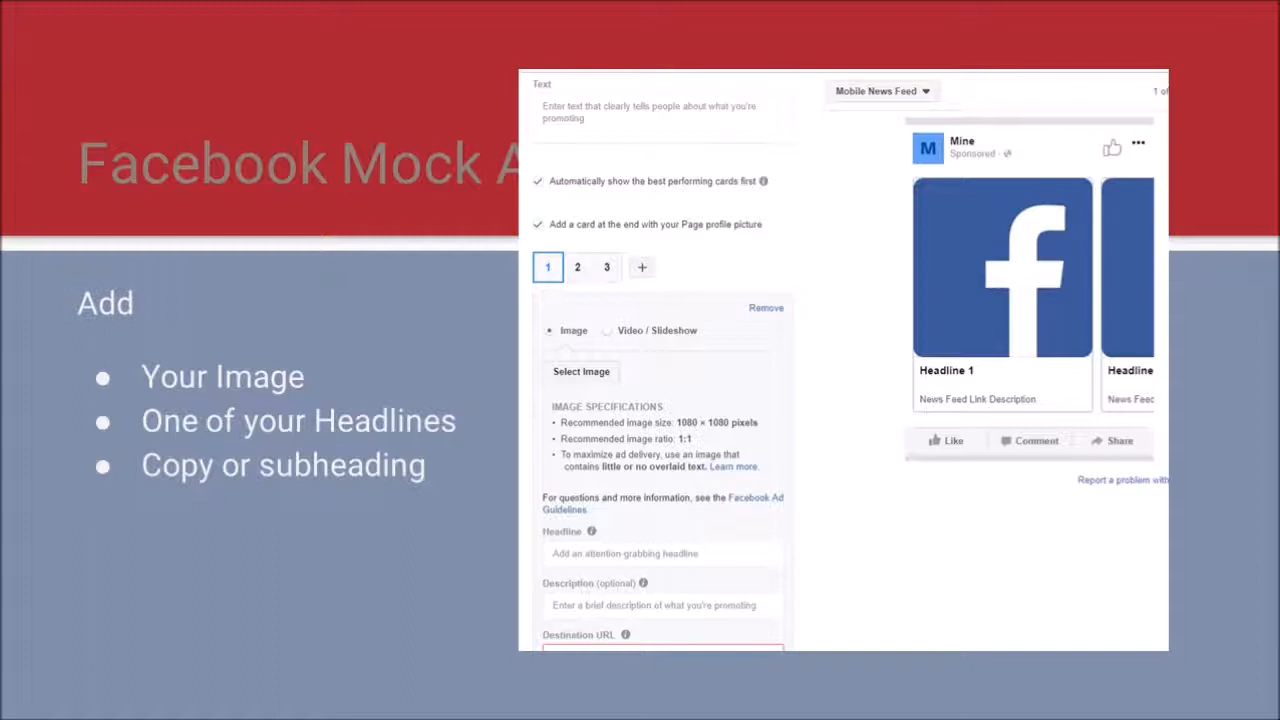 Facebook Mock A
Add
Your Image
One of your Headlines
Copy or subheading
Text
Enter text that clearly tells people about what you're
promoting
Automatically show the best performing cards first
Add a card at the end with your Page profile picture
1 2 3 +
Remove
Image Video / Slideshow
Select Image
IMAGE SPECIFICATIONS
• Recommended image size: 1080 × 1080 pixels
• Recommended image ratio: 1:1
• To maximize ad delivery, use an image that
contains little or no overlaid text. Learn more.
For questions and more information, see the Facebook Ad
Guidelines.
Headline
Add an attention-grabbing headline
Description (optional)
Enter a brief description of what you're promoting
Destination URL
Mobile News Feed
1 of
M
Mine
Sponsored ·
f
Headline 1
News Feed Link Description
Headline
News Feed
Like Comment Share
Report a problem with